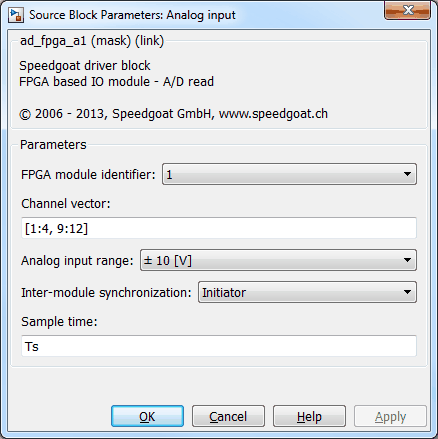 Source Block Parameters: Analog input
ad_fpga_a1 (mask) (link)
Speedgoat driver block
FPGA based IO module - A/D read
© 2006 - 2013, Speedgoat GmbH, www.speedgoat.ch
Parameters
FPGA module identifier: 1
Channel vector:
[1:4, 9:12]
Analog input range: ± 10 [V]
Inter-module synchronization: Initiator
Sample time:
Ts
OK Cancel Help Apply